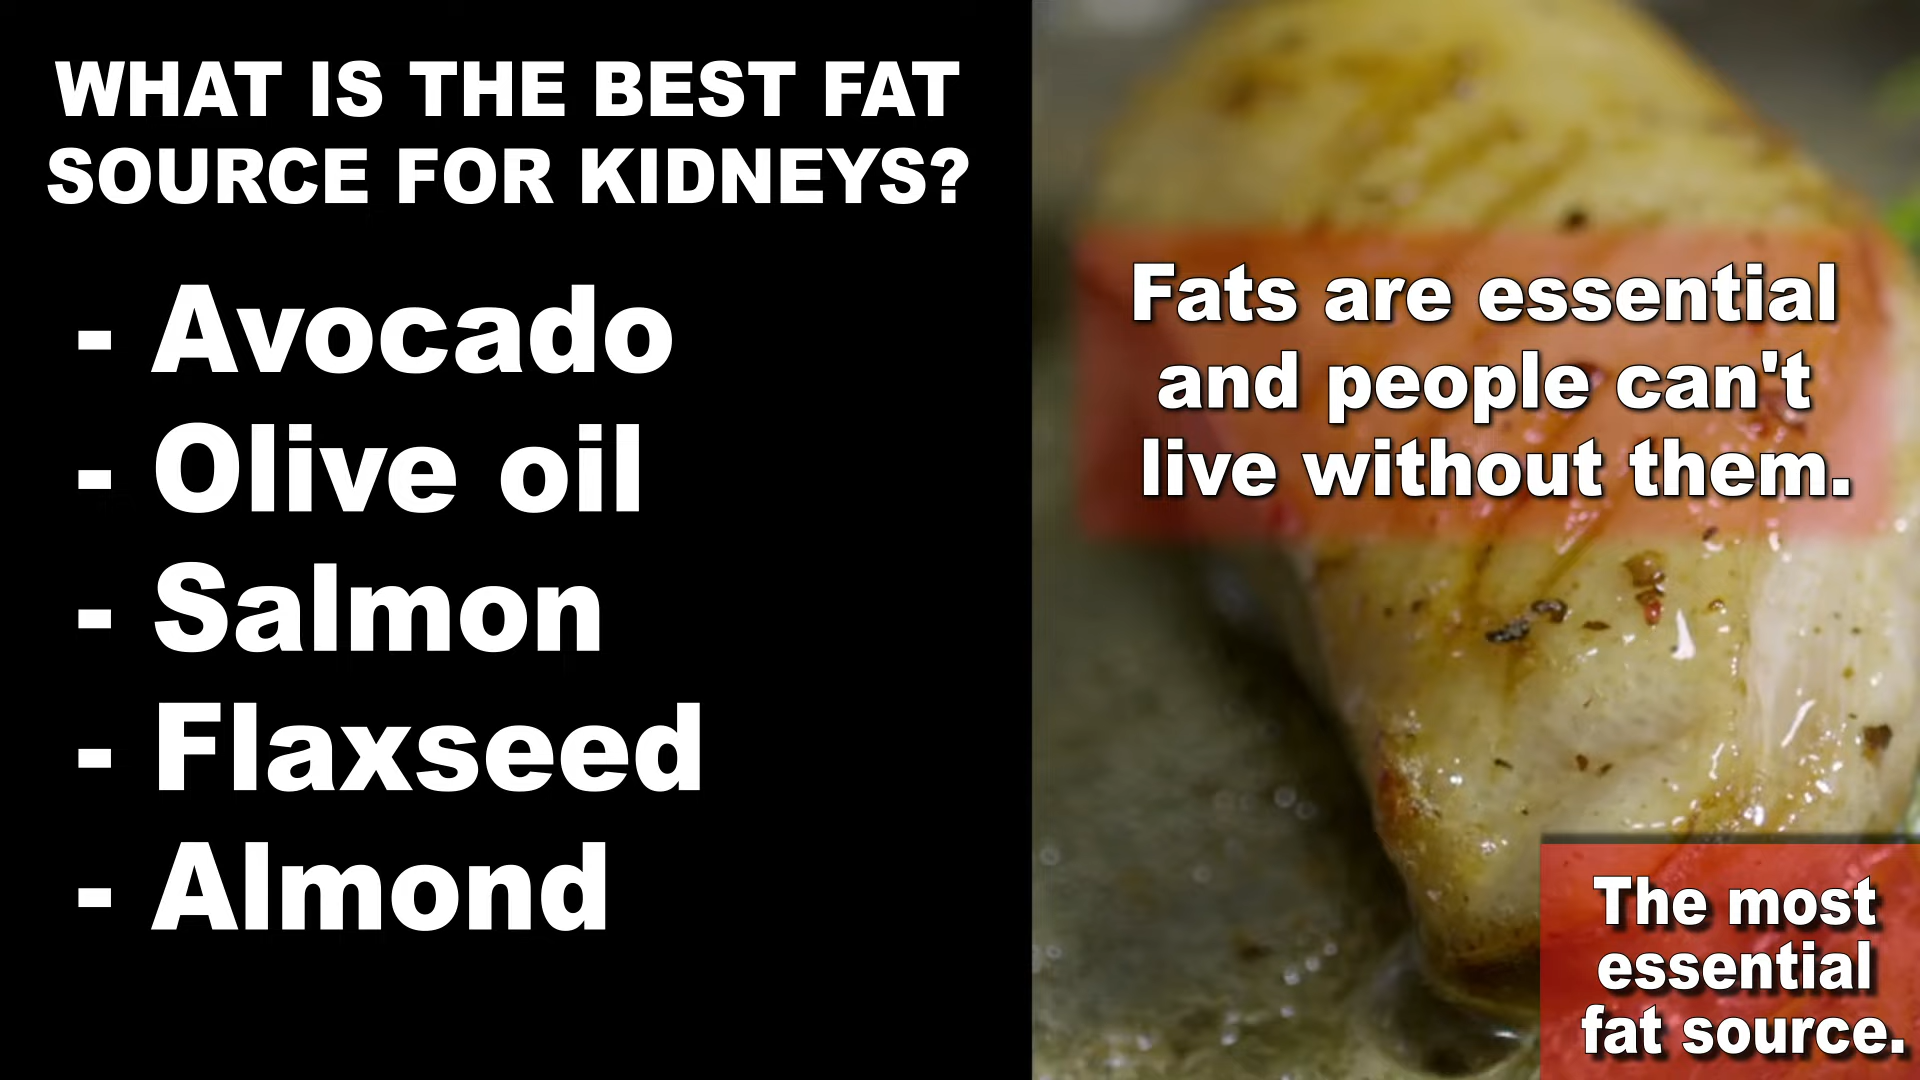 WHAT IS THE BEST FAT
SOURCE FOR KIDNEYS?
- Avocado
- Olive oil
- Salmon
- Flaxseed
- Almond
Fats are essential
and people can't
live without them.
The most
essential
fat source.